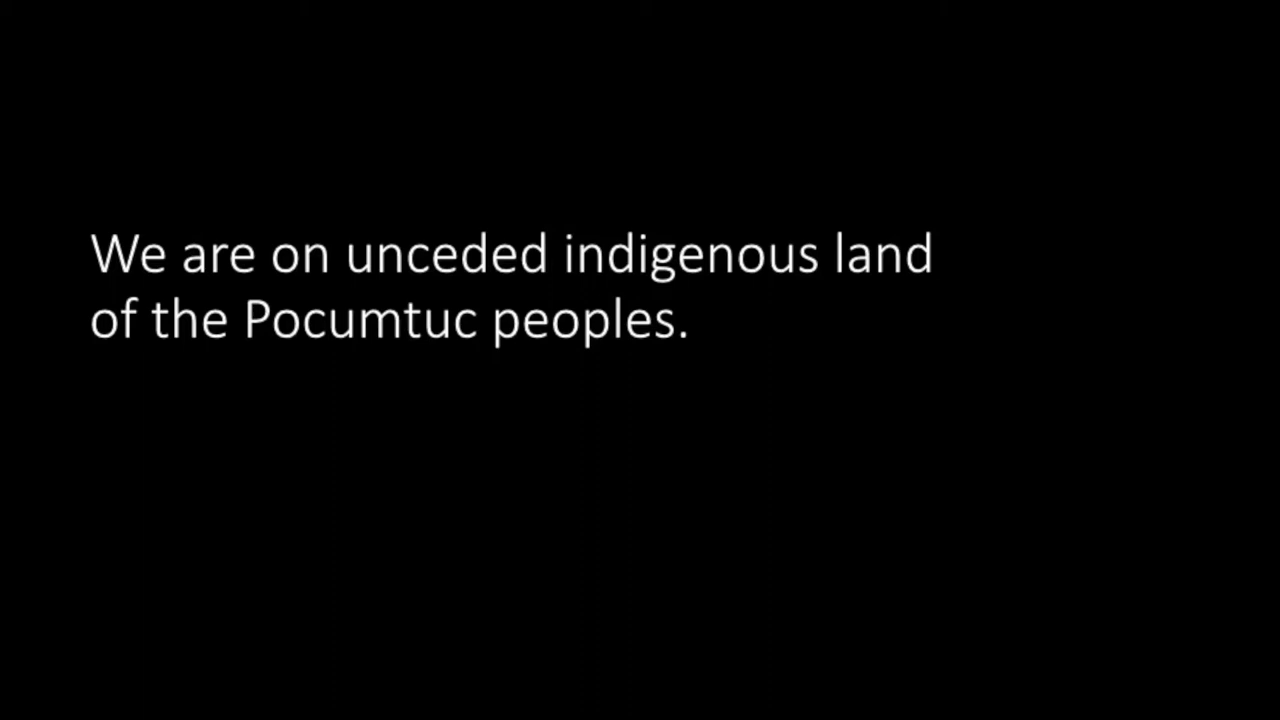 We are on unceded indigenous land
of the Pocumtuc peoples.